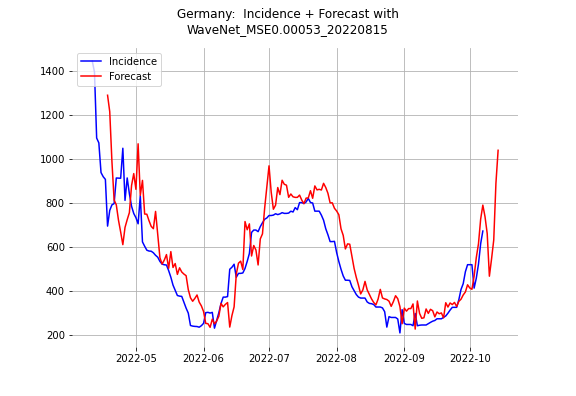 Germany:  Incidence + Forecast with
WaveNet_MSE0.00053_20220815
Incidence
Forecast
1400
1200
1000
800
600
400
200
2022-05 2022-06 2022-07 2022-08 2022-09 2022-10